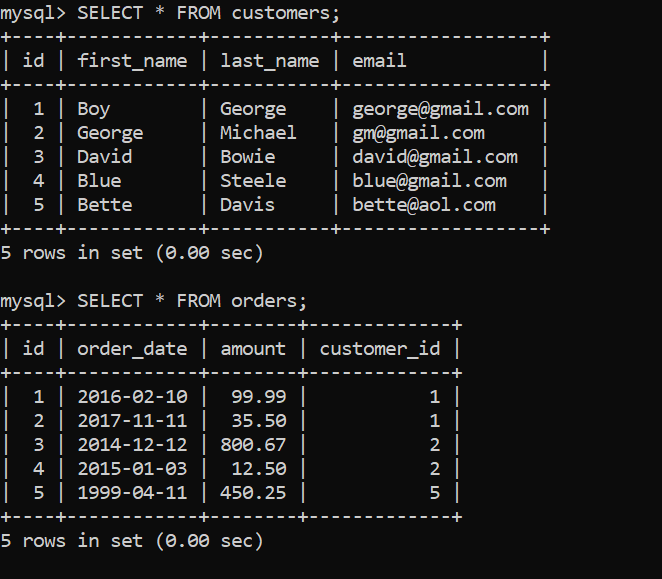 mysql> SELECT * FROM customers;
+----+------------+-----------+------------------+
| id | first_name | last_name | email            |
+----+------------+-----------+------------------+
|  1 | Boy        | George    | george@gmail.com |
|  2 | George     | Michael   | gm@gmail.com     |
|  3 | David      | Bowie     | david@gmail.com  |
|  4 | Blue       | Steele    | blue@gmail.com   |
|  5 | Bette      | Davis     | bette@aol.com    |
+----+------------+-----------+------------------+
5 rows in set (0.00 sec)

mysql> SELECT * FROM orders;
+----+------------+--------+-------------+
| id | order_date | amount | customer_id |
+----+------------+--------+-------------+
|  1 | 2016-02-10 |  99.99 |           1 |
|  2 | 2017-11-11 |  35.50 |           1 |
|  3 | 2014-12-12 | 800.67 |           2 |
|  4 | 2015-01-03 |  12.50 |           2 |
|  5 | 1999-04-11 | 450.25 |           5 |
+----+------------+--------+-------------+
5 rows in set (0.00 sec)